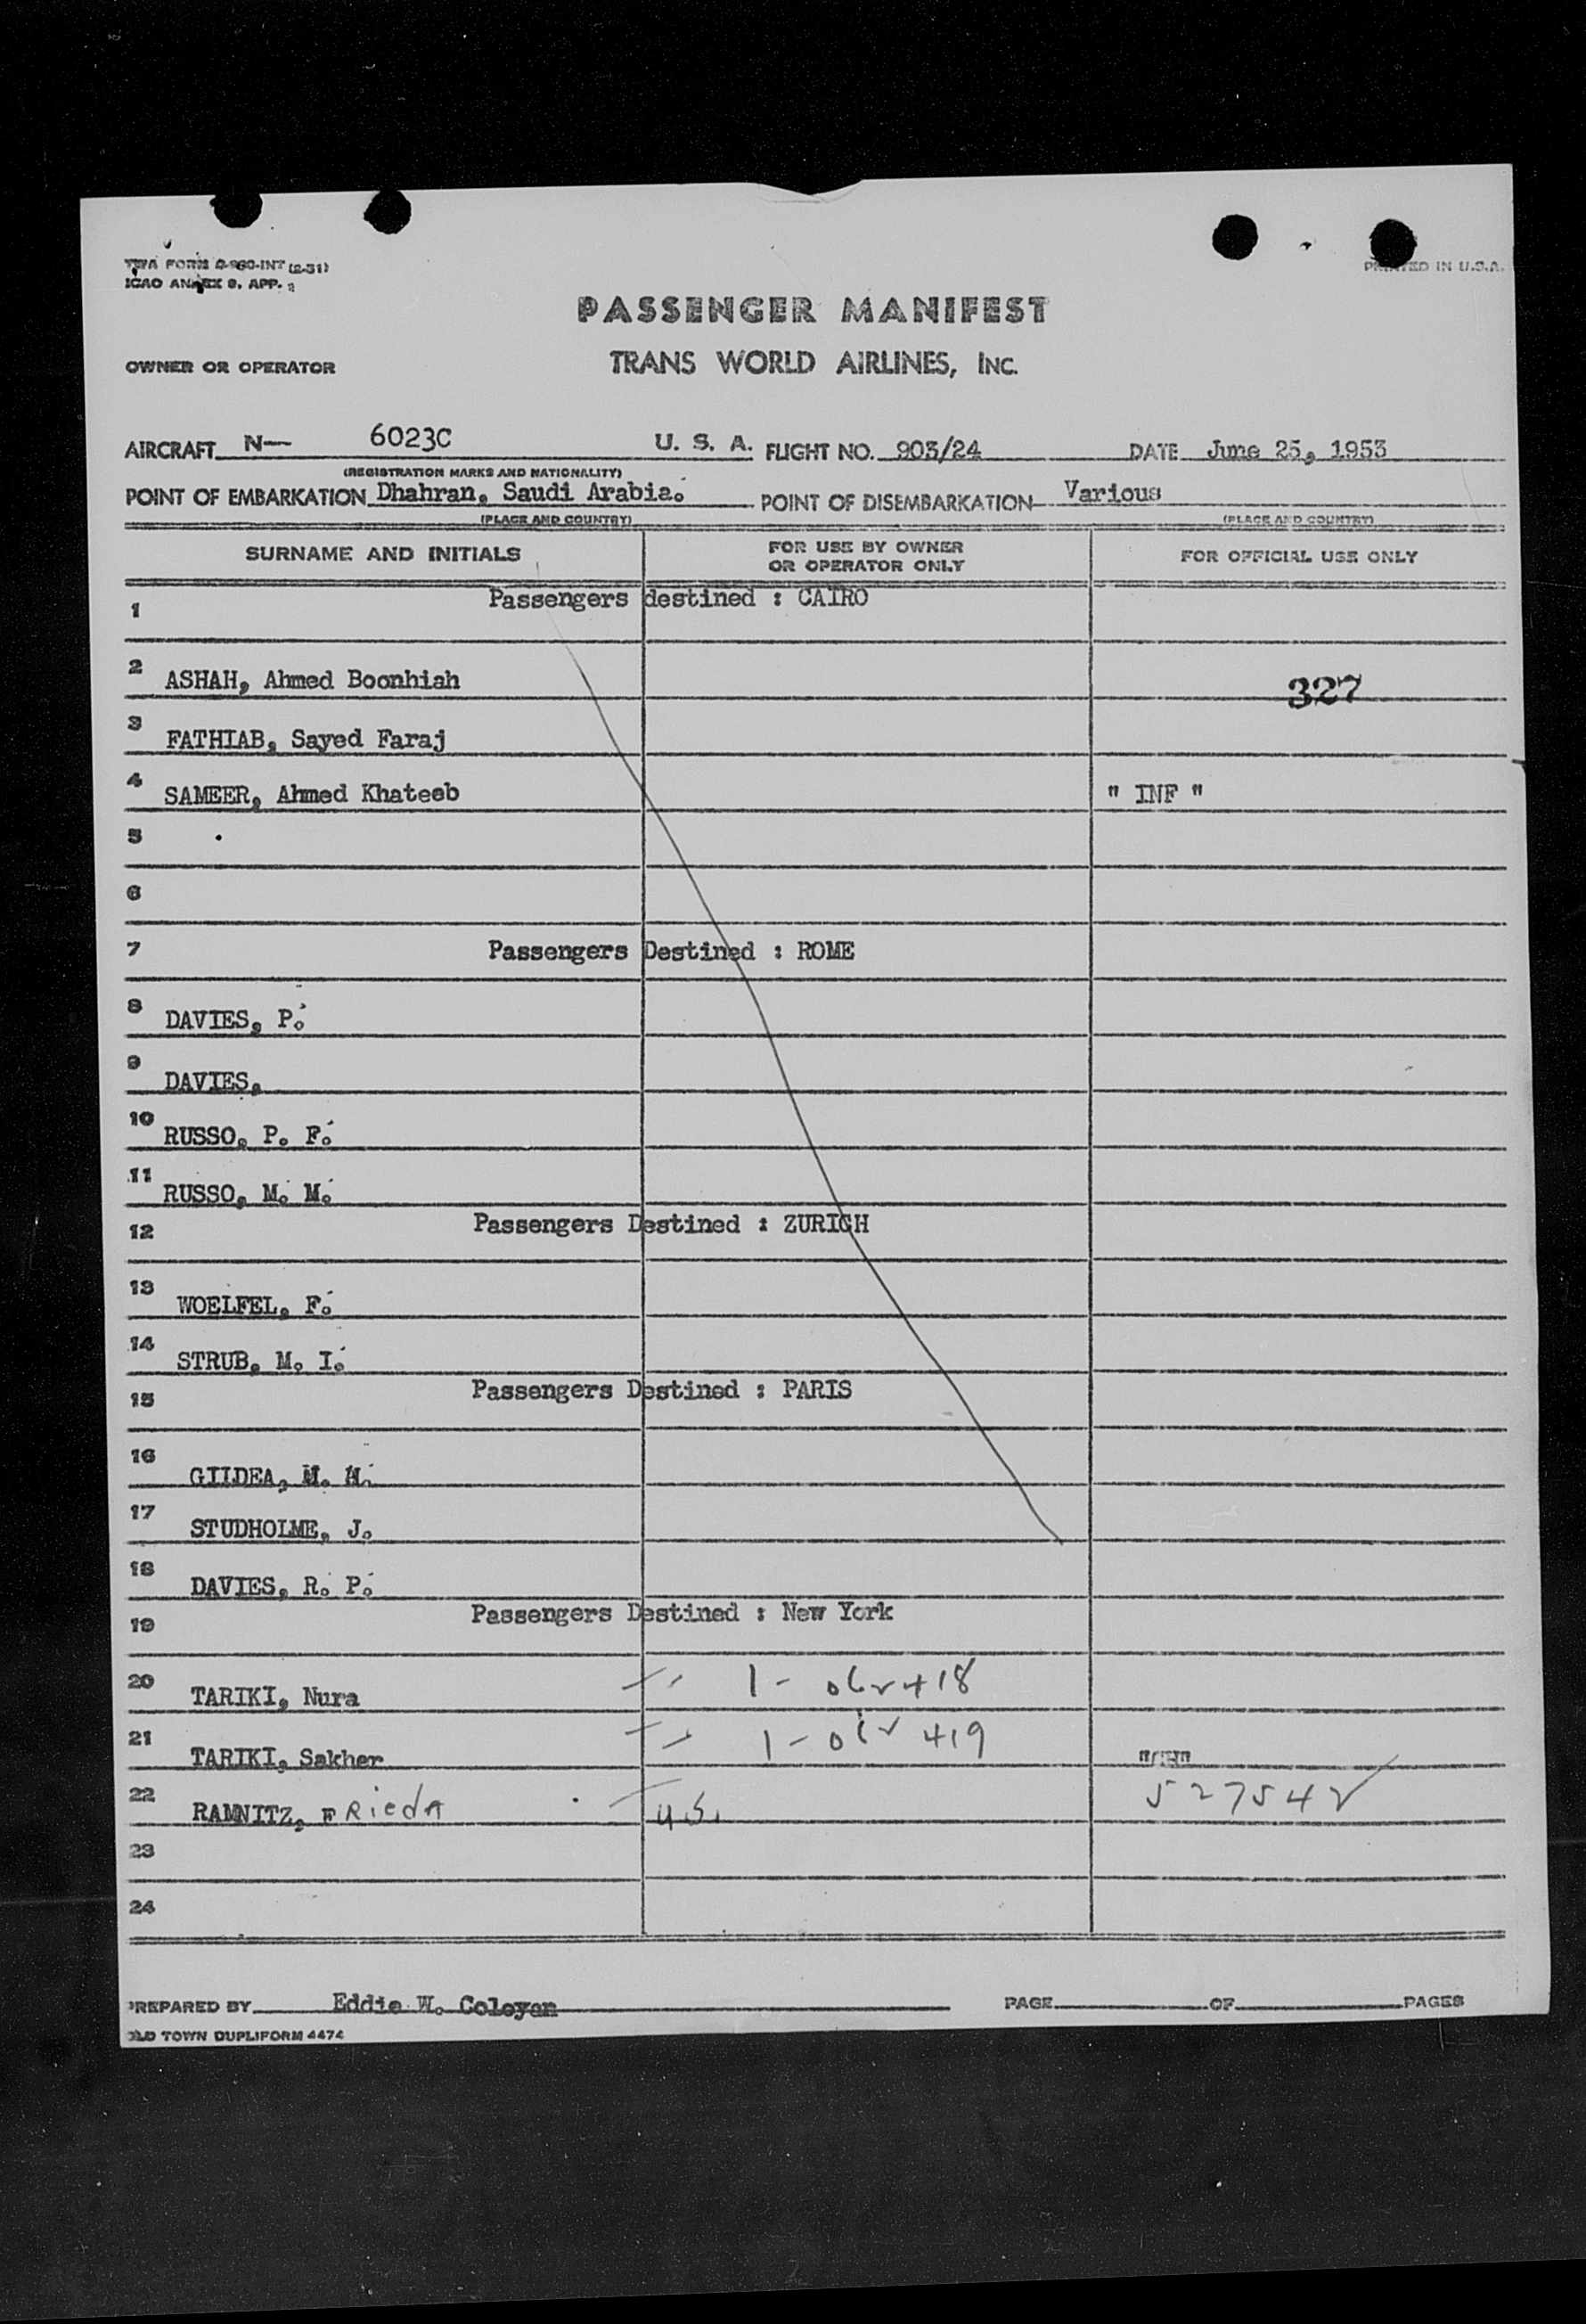 TWA FORM (2-51)
ICAO ANNEX 9, APP.
PRINTED IN U.S.A.
PASSENGER MANIFEST
OWNER OR OPERATOR TRANS WORLD AIRLINES, INC.
AIRCRAFT N— 6023C U. S. A. FLIGHT NO. 903/24 DATE June 25, 1953
(REGISTRATION MARKS AND NATIONALITY)
POINT OF EMBARKATION Dhahran, Saudi Arabia. POINT OF DISEMBARKATION Various
(PLACE AND COUNTRY) (PLACE AND COUNTRY)
SURNAME AND INITIALS FOR USE BY OWNER OR OPERATOR ONLY FOR OFFICIAL USE ONLY
1 Passengers destined : CAIRO
2 ASHAH, Ahmed Boonhiah 327
3 FATHIAB, Sayed Faraj
4 SAMEER, Ahmed Khateeb " INF "
5
6
7 Passengers Destined : ROME
8 DAVIES, P.
9 DAVIES,
10 RUSSO, P. F.
11 RUSSO, M. M.
12 Passengers Destined : ZURICH
13 WOELFEL, F.
14 STRUB, M. I.
15 Passengers Destined : PARIS
16 GILDEA, M.
17 STUDHOLME, J.
18 DAVIES, R. P.
19 Passengers Destined : New York
20 TARIKI, Nura
21 TARIKI, Sakher 419
22 RAMNITZ, FRiedA U.S. 527542
23
24
PREPARED BY Eddie W. Coleyan PAGE OF PAGES
OLD TOWN DUPLIFORM 4474